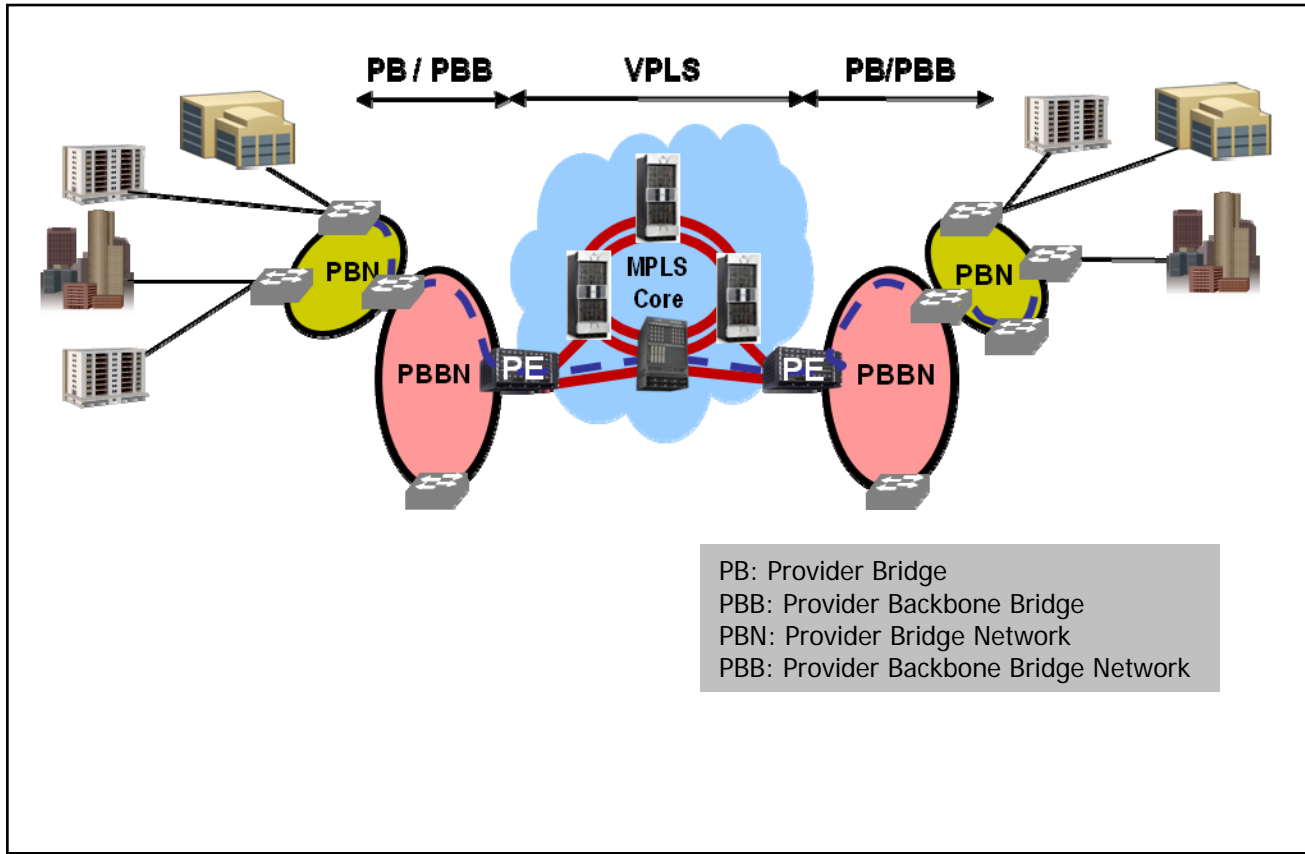 PB / PBB
VPLS
PB/PBB
PBN
MPLS
Core
PBN
PBBN
PE
PE
PBBN
PB: Provider Bridge
PBB: Provider Backbone Bridge
PBN: Provider Bridge Network
PBB: Provider Backbone Bridge Network